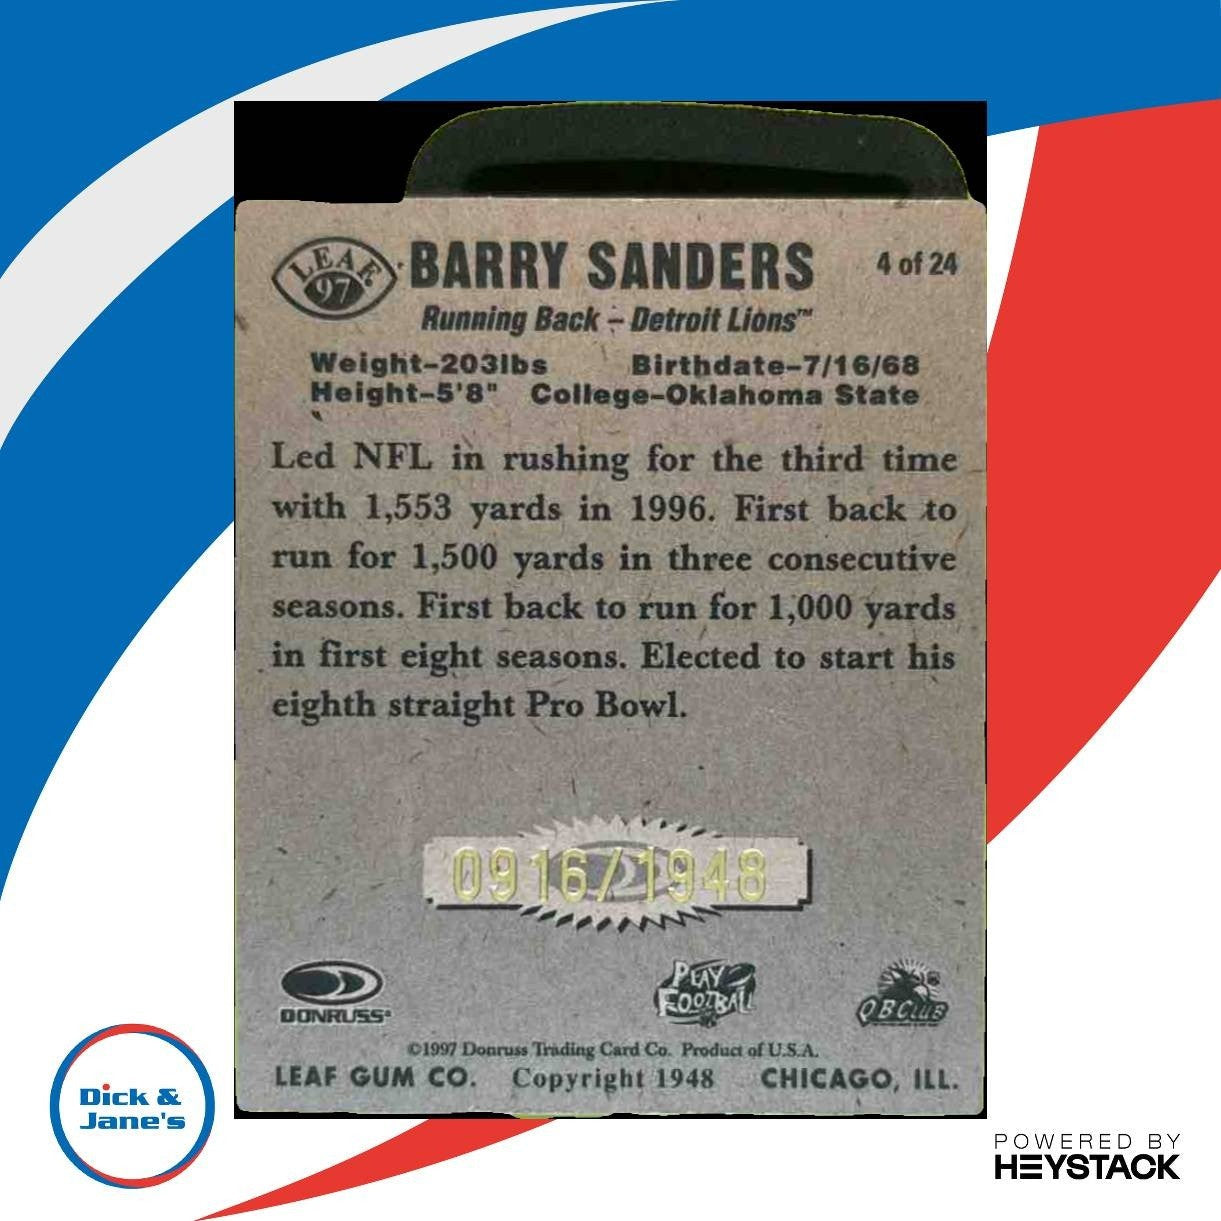 LEAF 97
BARRY SANDERS
4 of 24
Running Back – Detroit Lions™
Weight–203lbs Birthdate–7/16/68
Height–5'8" College–Oklahoma State
Led NFL in rushing for the third time
with 1,553 yards in 1996. First back to
run for 1,500 yards in three consecutive
seasons. First back to run for 1,000 yards
in first eight seasons. Elected to start his
eighth straight Pro Bowl.
0916/1948
DONRUSS®
PLAY
FOOTBALL
QB CLUB
©1997 Donruss Trading Card Co. Product of U.S.A.
LEAF GUM CO. Copyright 1948 CHICAGO, ILL.
Dick &
Jane's
POWERED BY
HEYSTACK